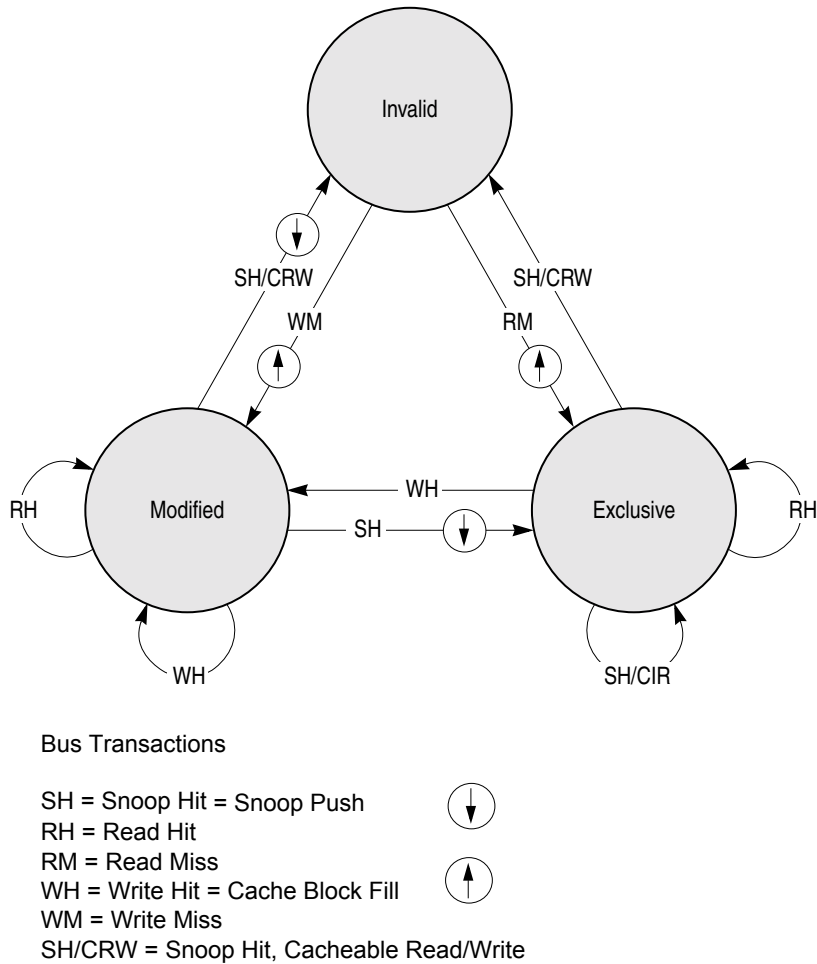 Invalid
SH/CRW
SH/CRW
WM
RM
RH
Modified
WH
Exclusive
RH
SH
WH
SH/CIR
Bus Transactions
SH = Snoop Hit = Snoop Push
RH = Read Hit
RM = Read Miss
WH = Write Hit = Cache Block Fill
WM = Write Miss
SH/CRW = Snoop Hit, Cacheable Read/Write